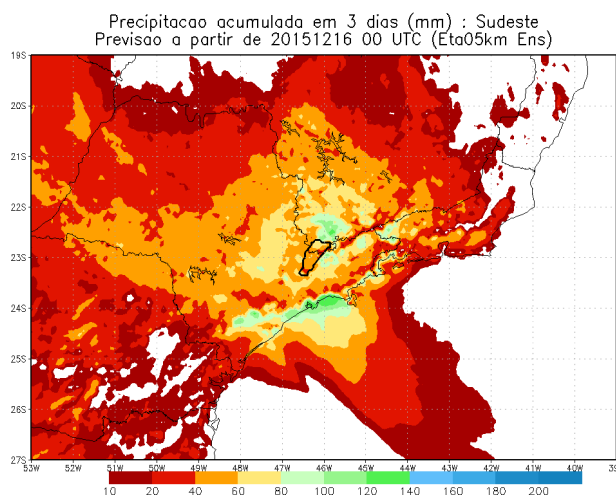 Precipitacao acumulada em 3 dias (mm) : Sudeste
Previsao a partir de 20151216 00 UTC (Eta05km Ens)
19S
20S
21S
22S
23S
24S
25S
26S
27S
53W 52W 51W 50W 49W 48W 47W 46W 45W 44W 43W 42W 41W 40W 39W
10 20 40 60 80 100 120 140 160 180 200